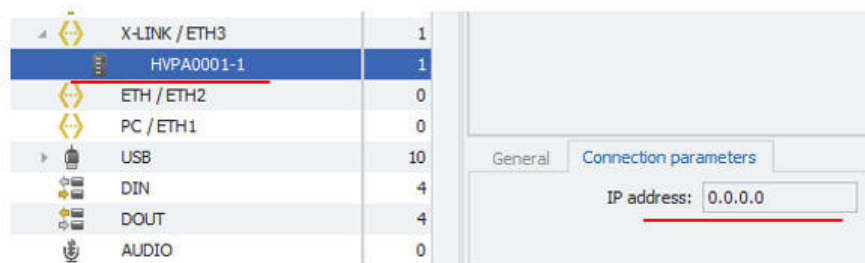 X-LINK / ETH3 1
HVPA0001-1 1
ETH / ETH2 0
PC / ETH1 0
USB 10
DIN 4
DOUT 4
AUDIO 0
General Connection parameters
IP address: 0.0.0.0